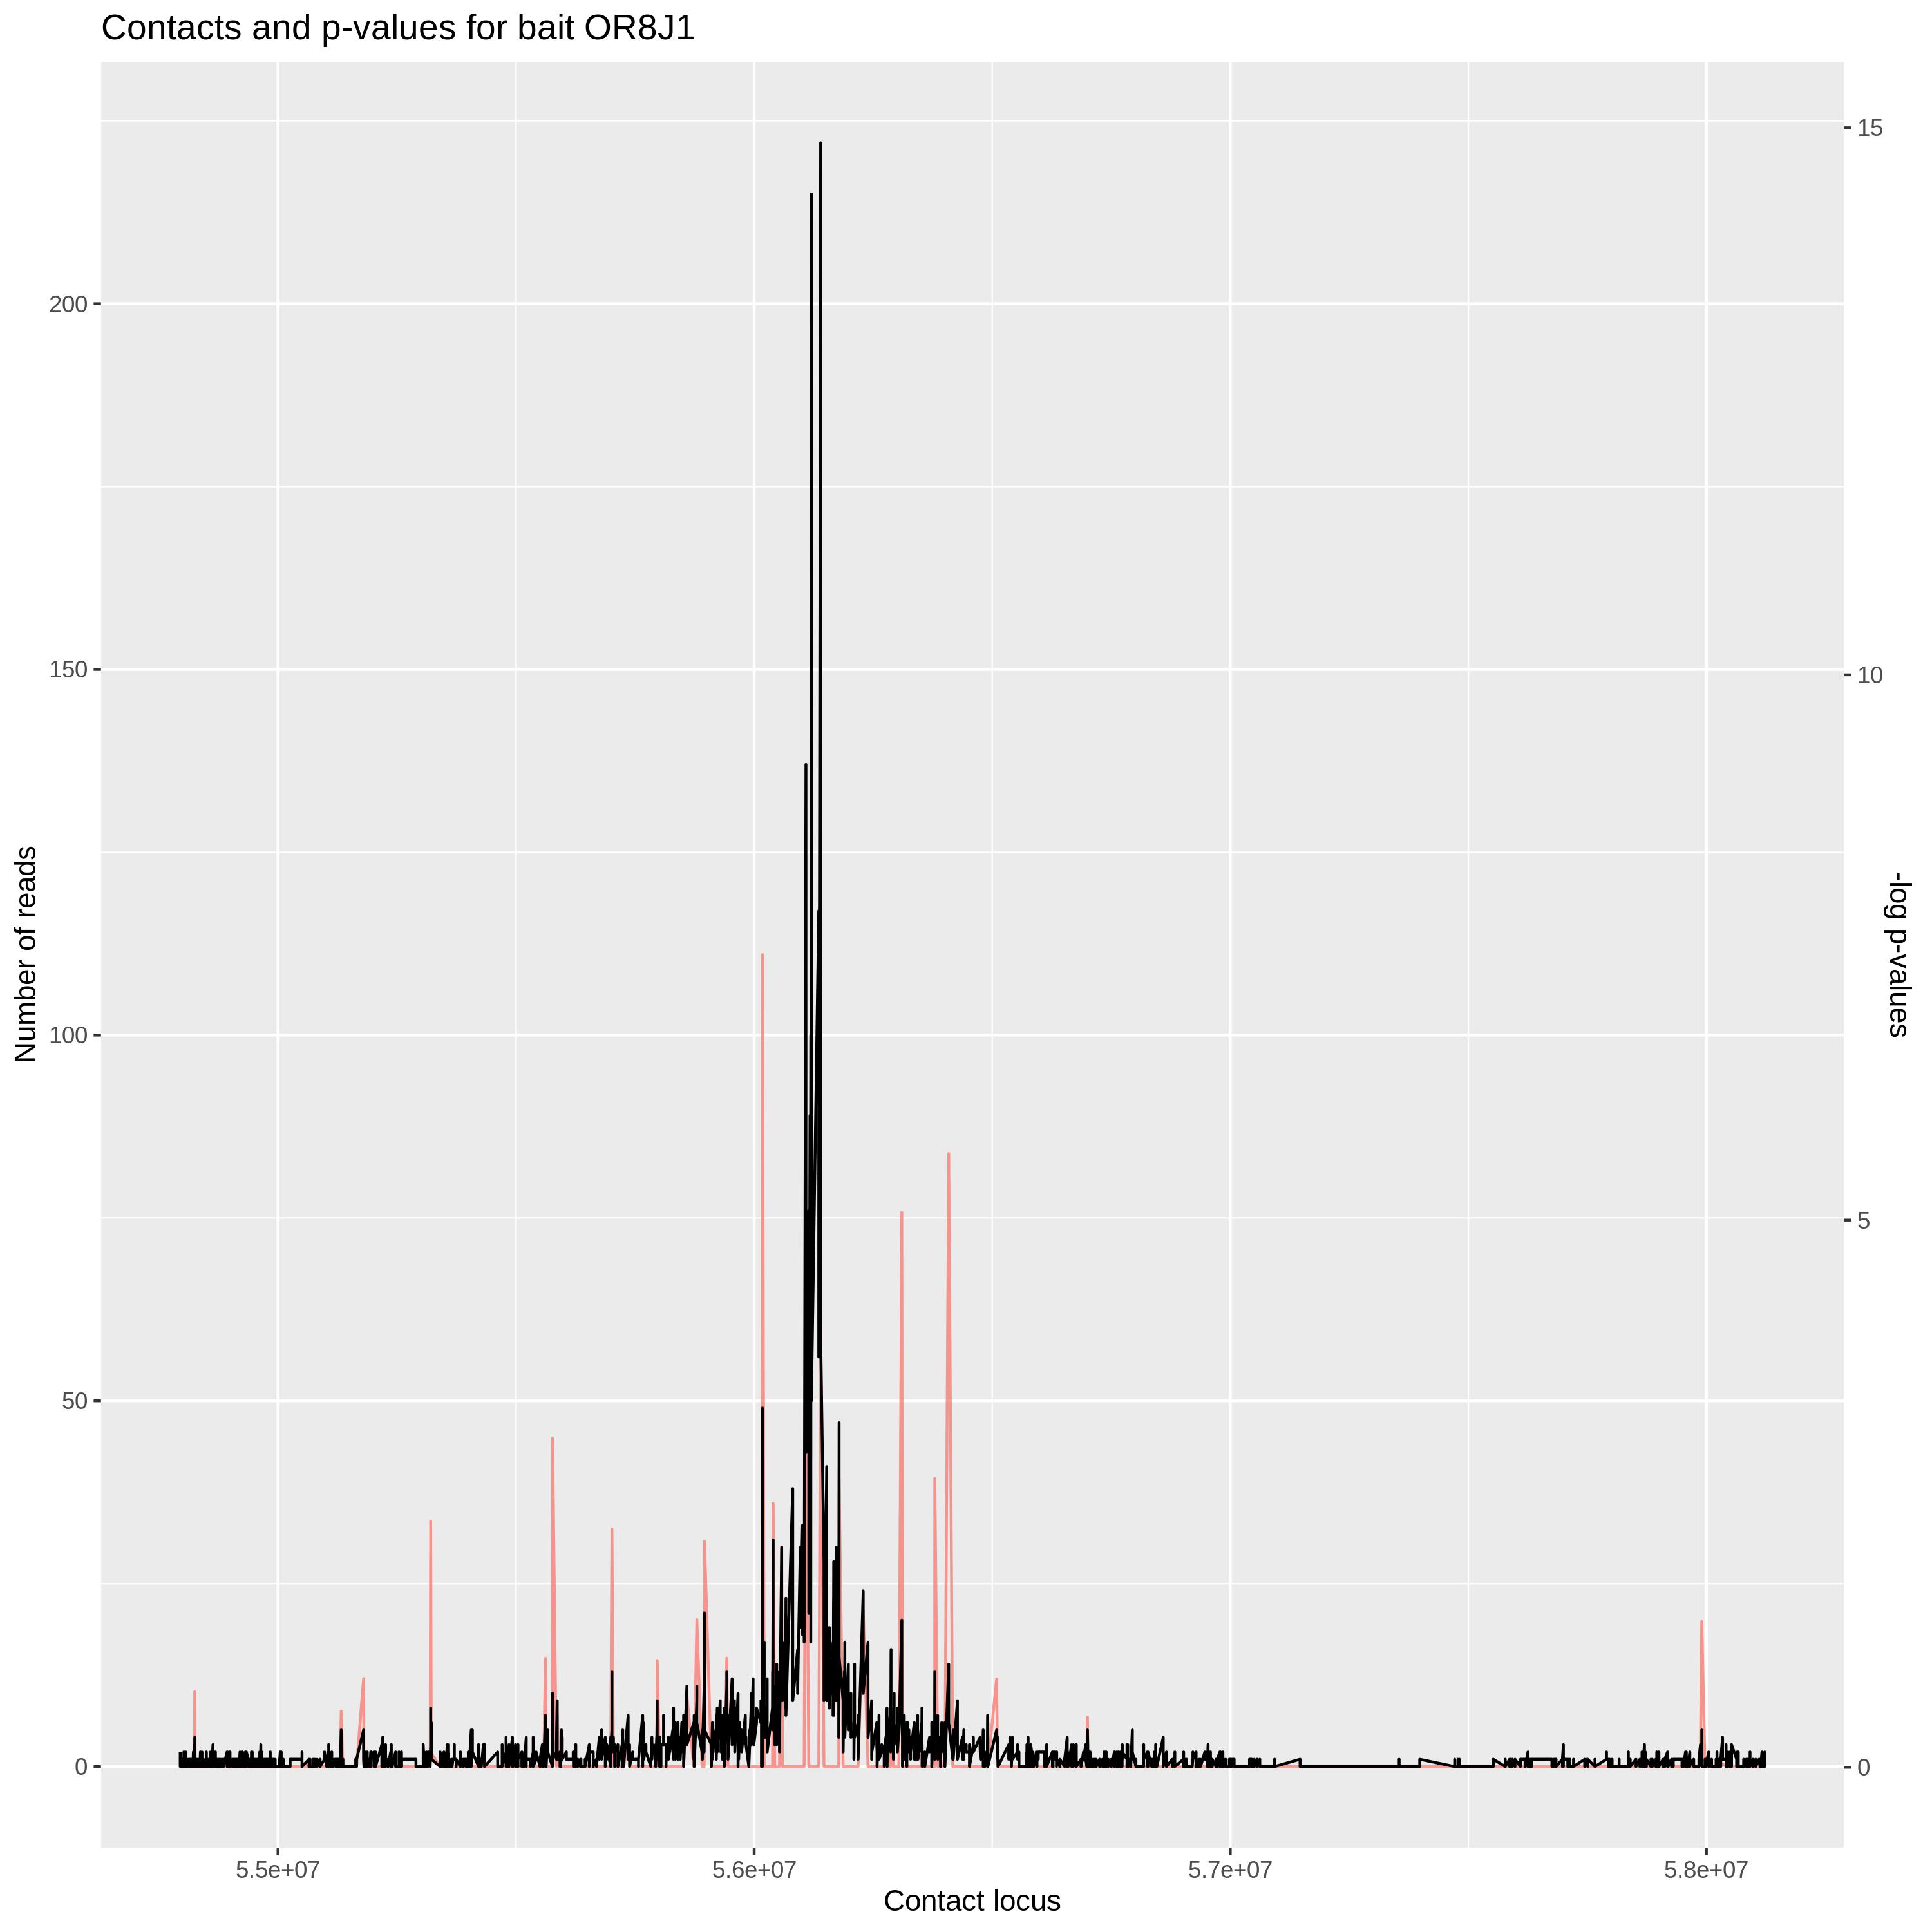 Contacts and p-values for bait OR8J1
200
150
100
50
0
15
10
5
0
Number of reads
-log p-values
5.5e+07 5.6e+07 5.7e+07 5.8e+07
Contact locus